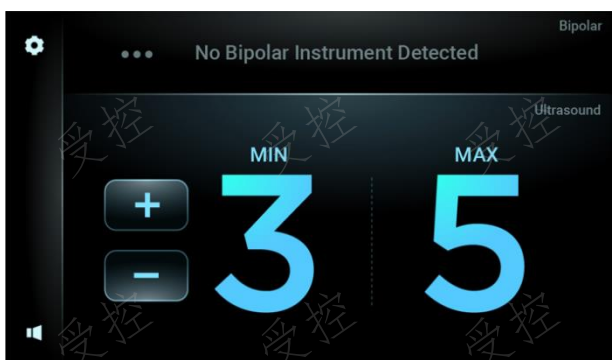 Bipolar
••• No Bipolar Instrument Detected
Ultrasound
MIN MAX
+ 3 5
−
受控 受控 受控
受控 受控 受控